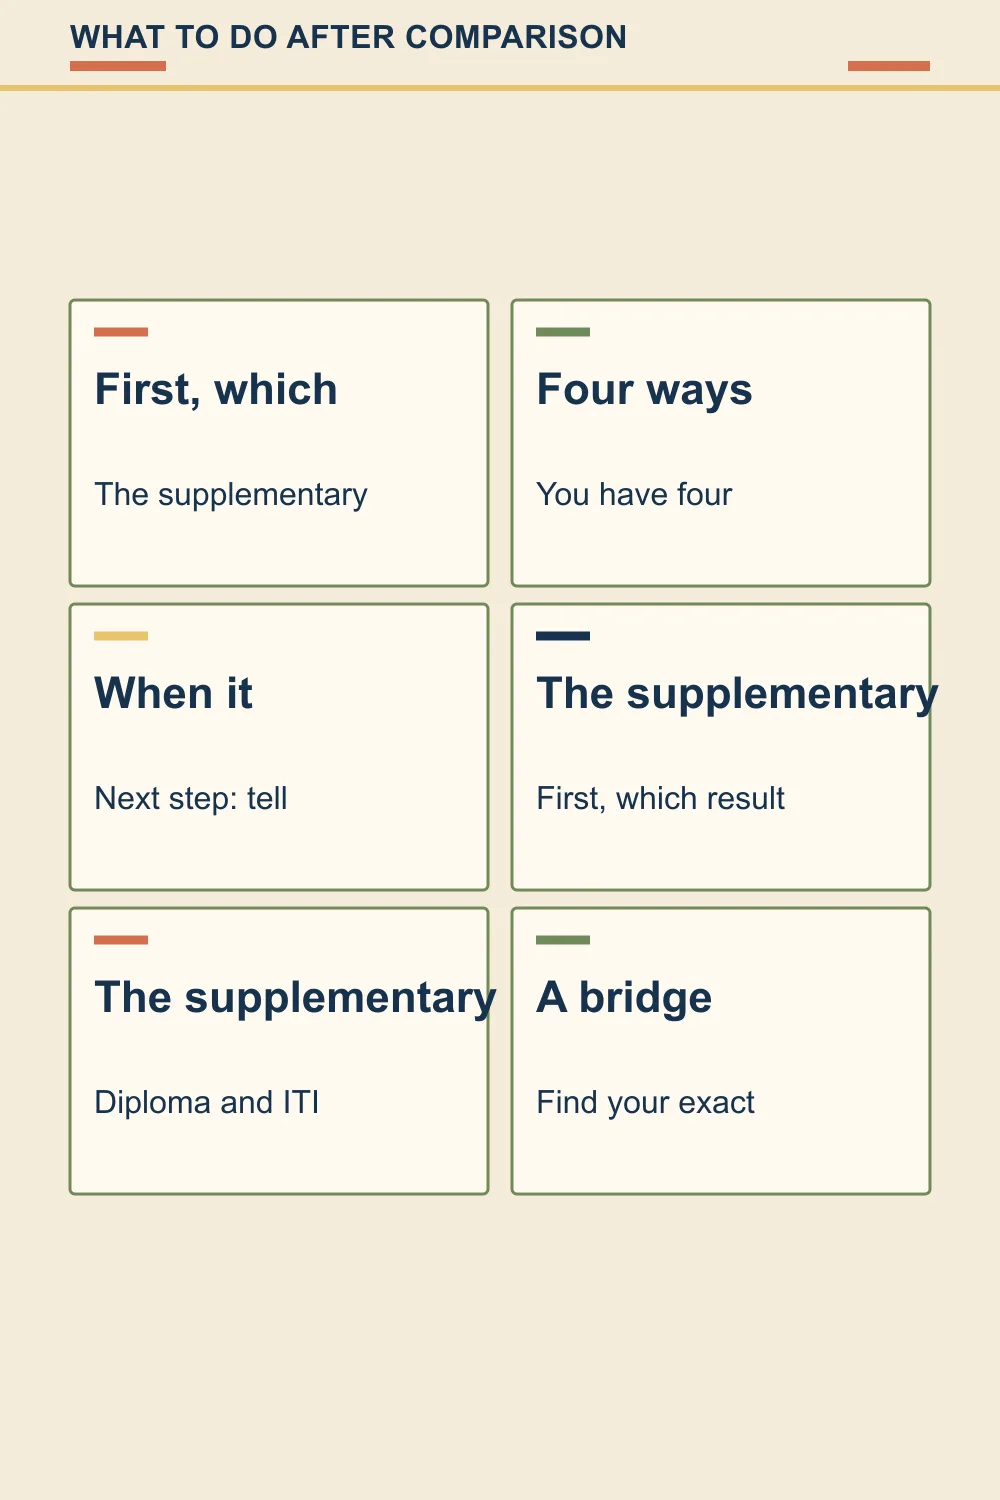 WHAT TO DO AFTER COMPARISON
First, which
The supplementary
Four ways
You have four
When it
Next step: tell
The supplementary
First, which result
The supplementary
Diploma and ITI
A bridge
Find your exact